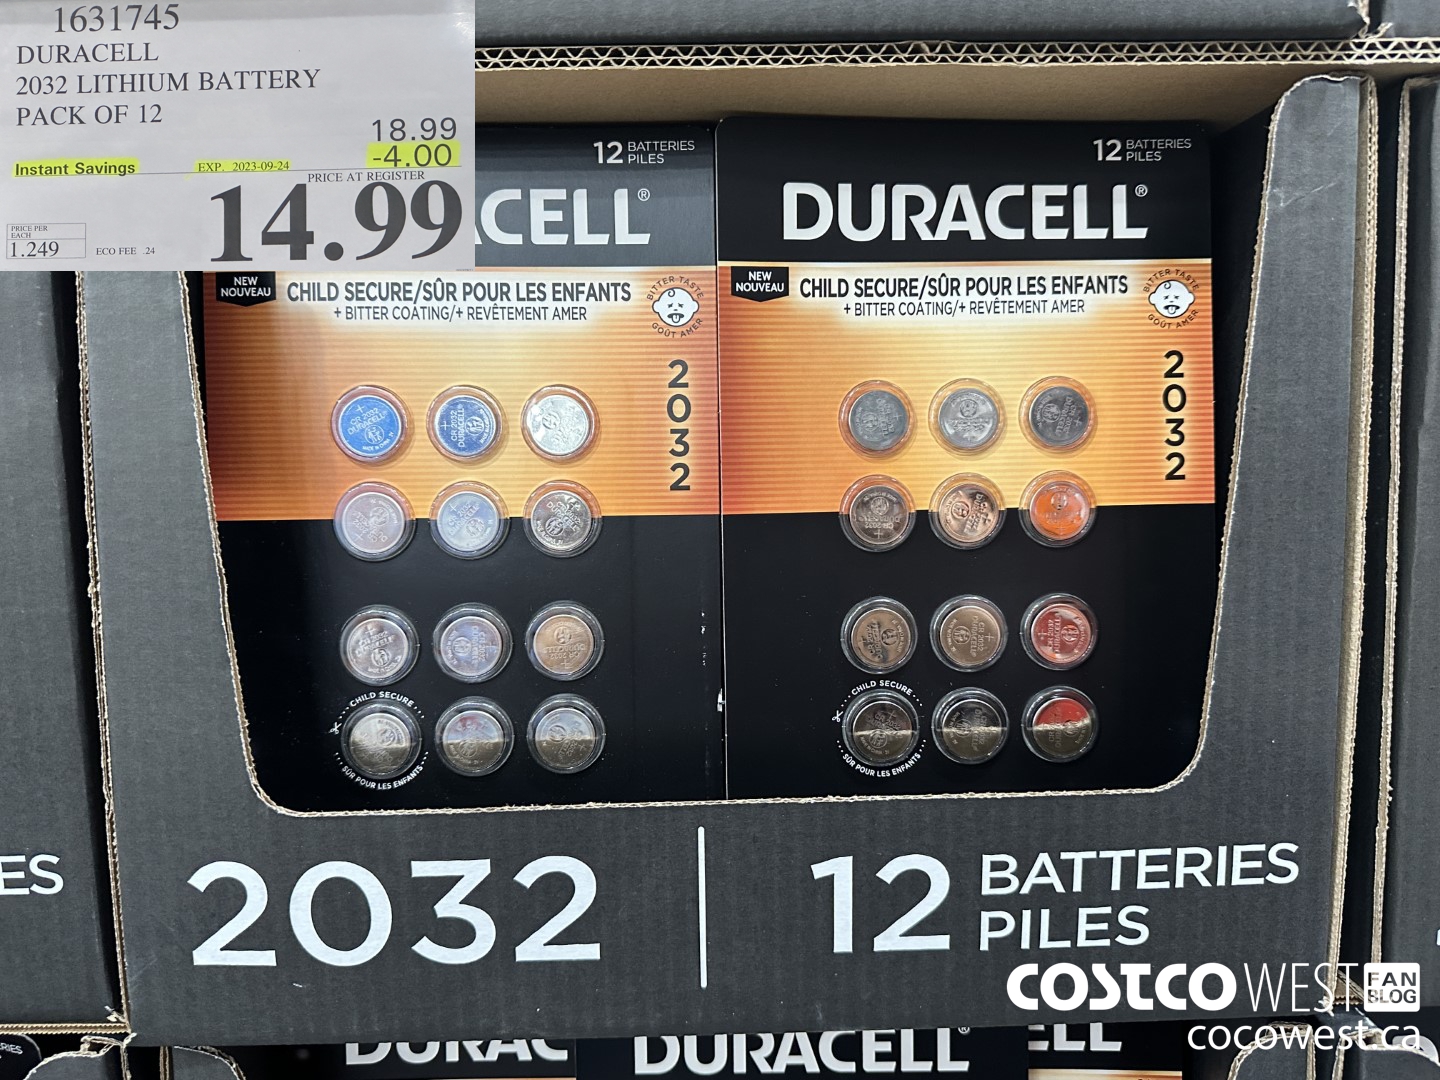 1631745
DURACELL
2032 LITHIUM BATTERY
PACK OF 12
18.99
Instant Savings EXP. 2023-09-24 -4.00
PRICE AT REGISTER
14.99
PRICE PER
EACH
1.249
ECO FEE .24
12 BATTERIES
PILES
CELL®
NEW
NOUVEAU
CHILD SECURE/SÛR POUR LES ENFANTS
+ BITTER COATING/+ REVÊTEMENT AMER
BITTER TASTE
GOÛT AMER
2032
CHILD SECURE
SÛR POUR LES ENFANTS
12 BATTERIES
PILES
DURACELL®
NEW
NOUVEAU
CHILD SECURE/SÛR POUR LES ENFANTS
+ BITTER COATING/+ REVÊTEMENT AMER
BITTER TASTE
GOÛT AMER
2032
CHILD SECURE
SÛR POUR LES ENFANTS
ES
2032 | 12 BATTERIES
PILES
COSTCO WEST FAN BLOG
cocowest.ca
DURAC
DURACELL®
ELL